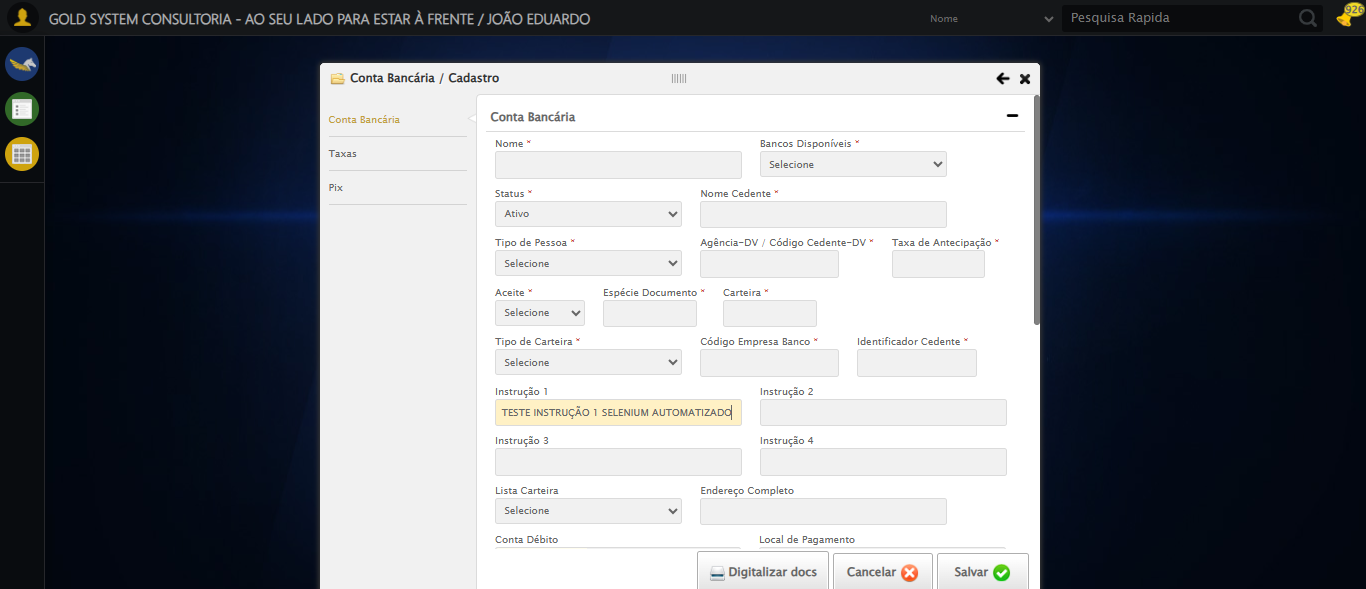 GOLD SYSTEM CONSULTORIA - AO SEU LADO PARA ESTAR À FRENTE / JOÃO EDUARDO
Nome
Pesquisa Rapida
926
Conta Bancária / Cadastro
Conta Bancária
Taxas
Pix
Conta Bancária
Nome * Bancos Disponíveis *
Selecione
Status * Nome Cedente *
Ativo
Tipo de Pessoa * Agência-DV / Código Cedente-DV * Taxa de Antecipação *
Selecione
Aceite * Espécie Documento * Carteira *
Selecione
Tipo de Carteira * Código Empresa Banco * Identificador Cedente *
Selecione
Instrução 1 Instrução 2
TESTE INSTRUÇÃO 1 SELENIUM AUTOMATIZADO
Instrução 3 Instrução 4
Lista Carteira Endereço Completo
Selecione
Conta Débito Local de Pagamento
Digitalizar docs Cancelar Salvar